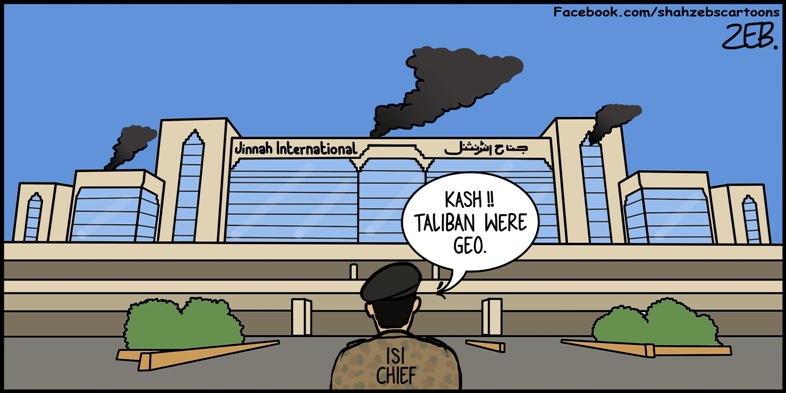 Facebook.com/shahzebscartoons
ZEB.
Jinnah International
جناح انٹرنیشنل
KASH !!
TALIBAN WERE
GEO.
ISI
CHIEF